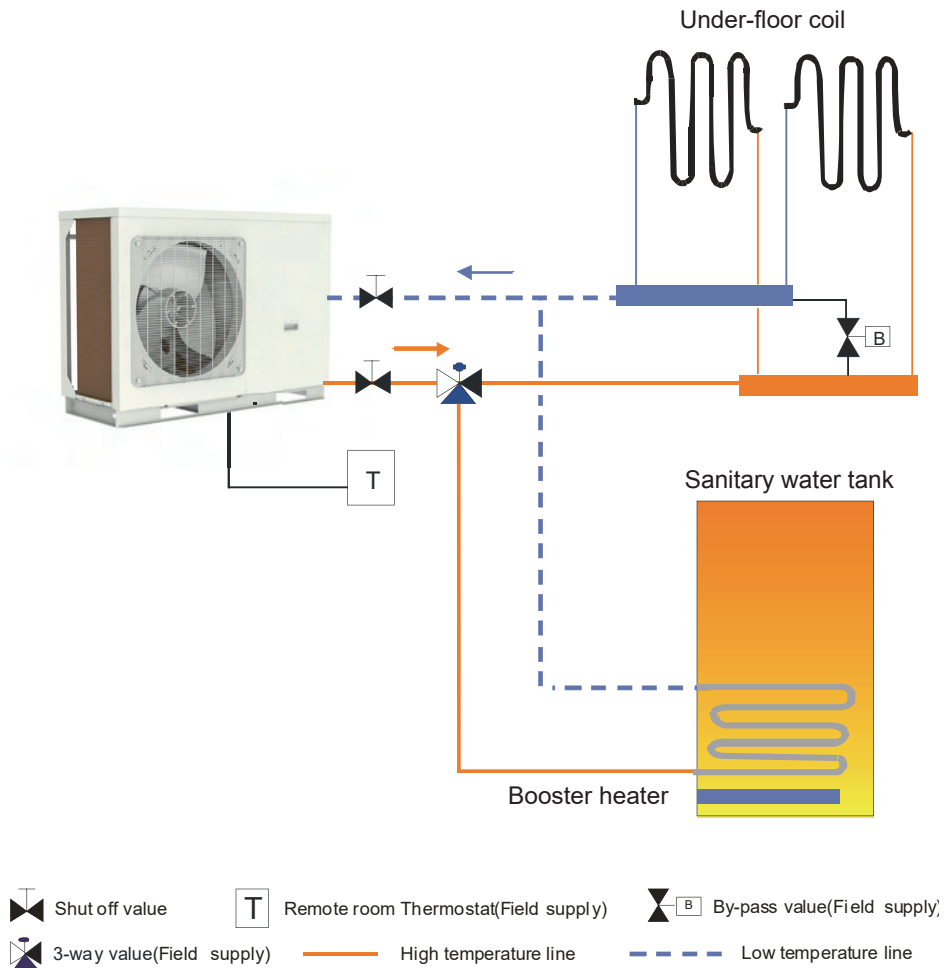 Under-floor coil
B
T
Sanitary water tank
Booster heater
Shut off value
T
Remote room Thermostat(Field supply)
B
By-pass value(Field supply)
3-way value(Field supply)
High temperature line
Low temperature line